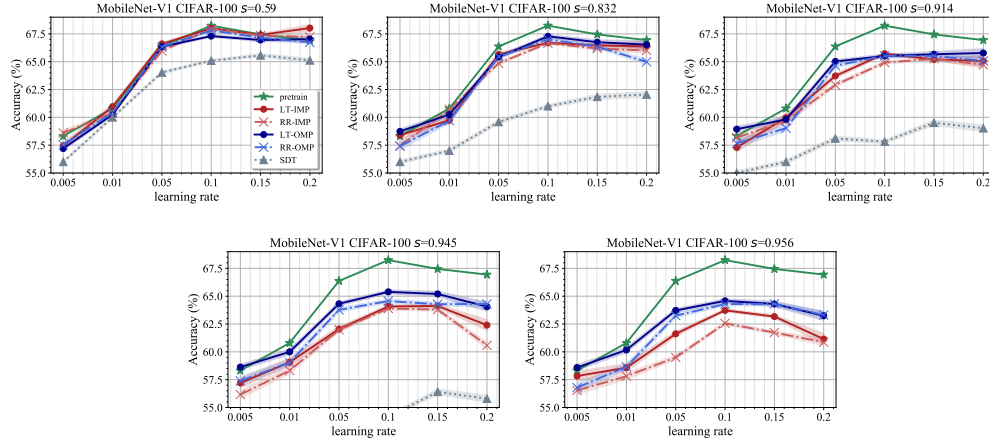 MobileNet-V1 CIFAR-100 s=0.59
Accuracy (%)
67.5
65.0
62.5
60.0
57.5
55.0
pretrain
LT-IMP
RR-IMP
LT-OMP
RR-OMP
SDT
0.005 0.01 0.05 0.1 0.15 0.2
learning rate
MobileNet-V1 CIFAR-100 s=0.832
Accuracy (%)
67.5
65.0
62.5
60.0
57.5
55.0
0.005 0.01 0.05 0.1 0.15 0.2
learning rate
MobileNet-V1 CIFAR-100 s=0.914
Accuracy (%)
67.5
65.0
62.5
60.0
57.5
55.0
0.005 0.01 0.05 0.1 0.15 0.2
learning rate
MobileNet-V1 CIFAR-100 s=0.945
Accuracy (%)
67.5
65.0
62.5
60.0
57.5
55.0
0.005 0.01 0.05 0.1 0.15 0.2
learning rate
MobileNet-V1 CIFAR-100 s=0.956
Accuracy (%)
67.5
65.0
62.5
60.0
57.5
55.0
0.005 0.01 0.05 0.1 0.15 0.2
learning rate